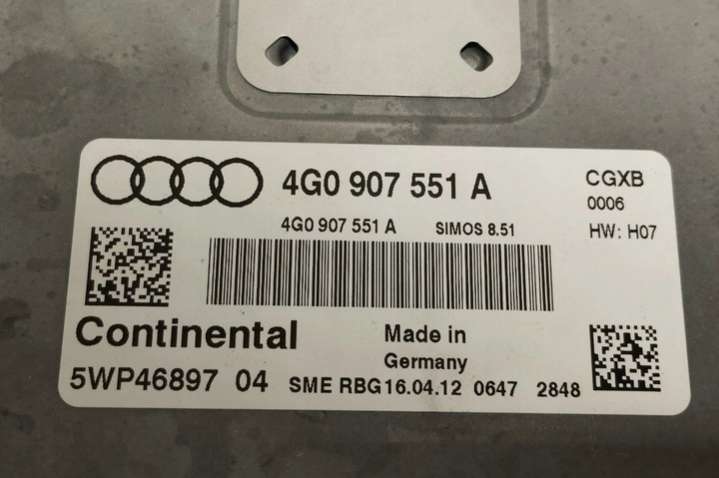 4G0 907 551 A
CGXB
0006
4G0 907 551 A SIMOS 8.51
HW: H07
Continental
Made in
Germany
5WP46897 04 SME RBG16.04.12 0647 2848